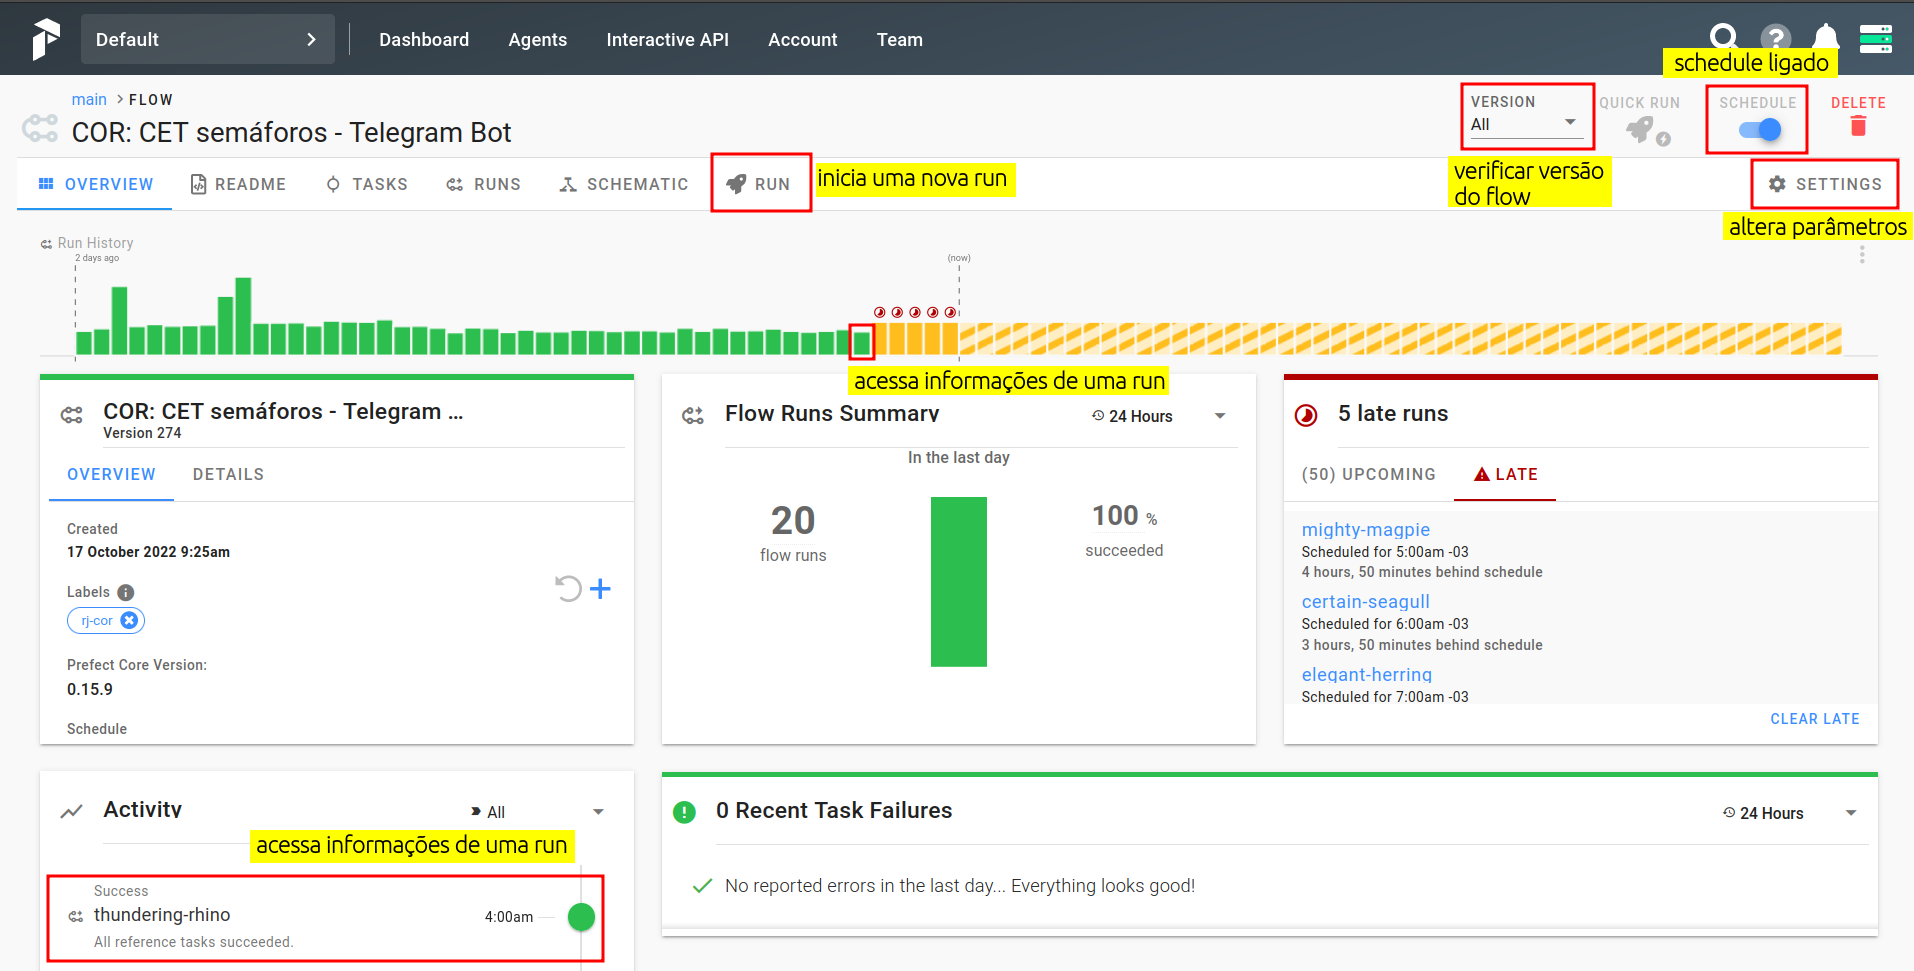 Default
Dashboard
Agents
Interactive API
Account
Team
schedule ligado
main > FLOW
COR: CET semáforos - Telegram Bot
VERSION
All
QUICK RUN
SCHEDULE
DELETE
verificar versão
do flow
OVERVIEW
README
TASKS
RUNS
SCHEMATIC
RUN
inicia uma nova run
SETTINGS
altera parâmetros
Run History
2 days ago
(now)
acessa informações de uma run
COR: CET semáforos - Telegram ...
Version 274
OVERVIEW
DETAILS
Created
17 October 2022 9:25am
Labels
rj-cor
Prefect Core Version:
0.15.9
Schedule
Flow Runs Summary
24 Hours
In the last day
20
flow runs
100 %
succeeded
5 late runs
(50) UPCOMING
LATE
mighty-magpie
Scheduled for 5:00am -03
4 hours, 50 minutes behind schedule
certain-seagull
Scheduled for 6:00am -03
3 hours, 50 minutes behind schedule
elegant-herring
Scheduled for 7:00am -03
CLEAR LATE
Activity
All
acessa informações de uma run
Success
thundering-rhino
4:00am
All reference tasks succeeded.
0 Recent Task Failures
24 Hours
No reported errors in the last day... Everything looks good!